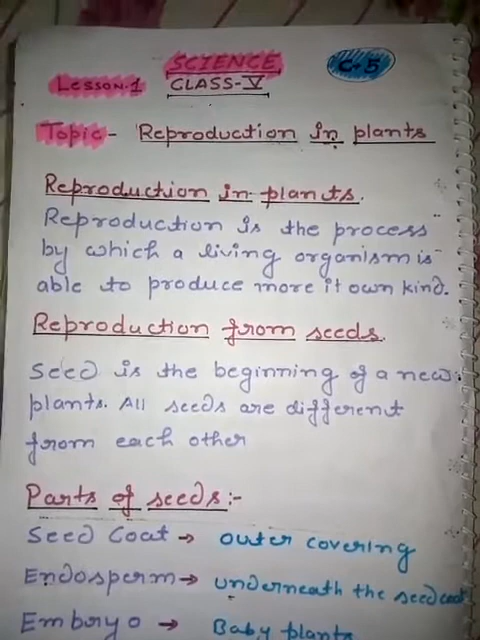 SCIENCE
C-5
Lesson-1 CLASS-V
Topic- Reproduction in plants
Reproduction in plants.
Reproduction is the process
by which a living organism is
able to produce more it own kind.
Reproduction from seeds.
Seed is the beginning of a new
plants. All seeds are different
from each other
Parts of seeds:-
Seed Coat → outer covering
Endosperm → underneath the seed coat
Embryo → Baby plants